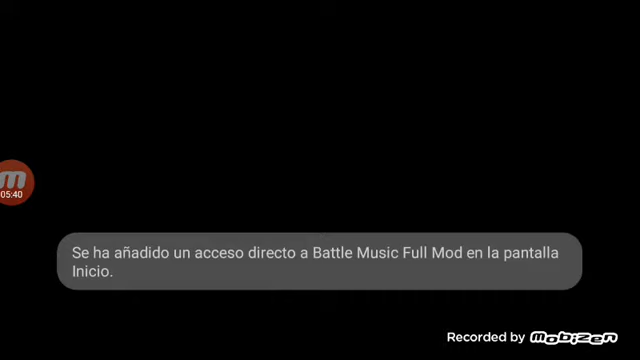 05:40
Se ha añadido un acceso directo a Battle Music Full Mod en la pantalla
Inicio.
Recorded by Mobizen